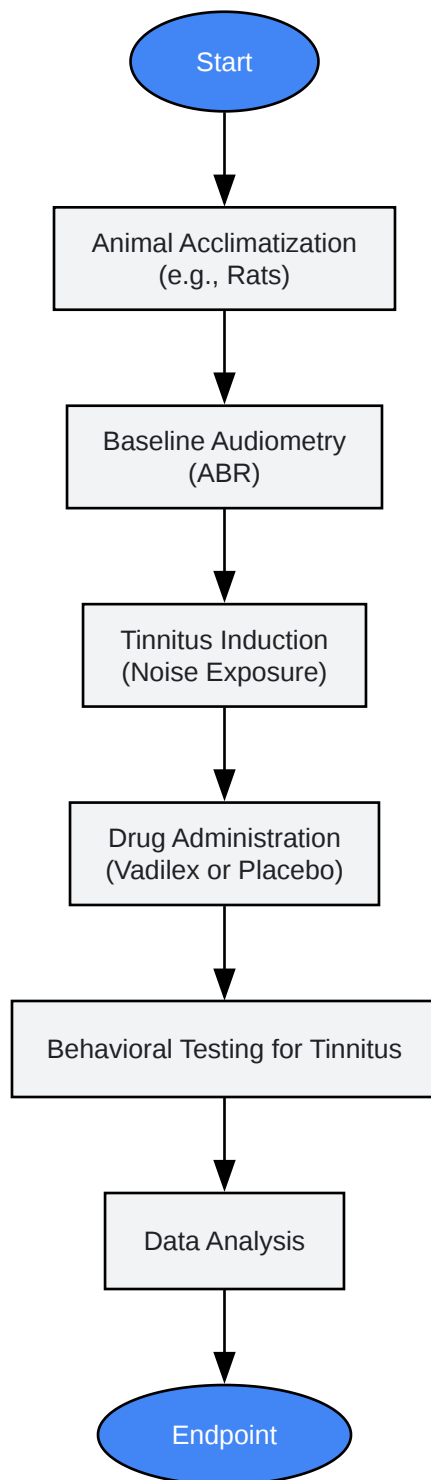 Start
Animal Acclimatization
(e.g., Rats)
Baseline Audiometry
(ABR)
Tinnitus Induction
(Noise Exposure)
Drug Administration
(Vadilex or Placebo)
Behavioral Testing for Tinnitus
Data Analysis
Endpoint